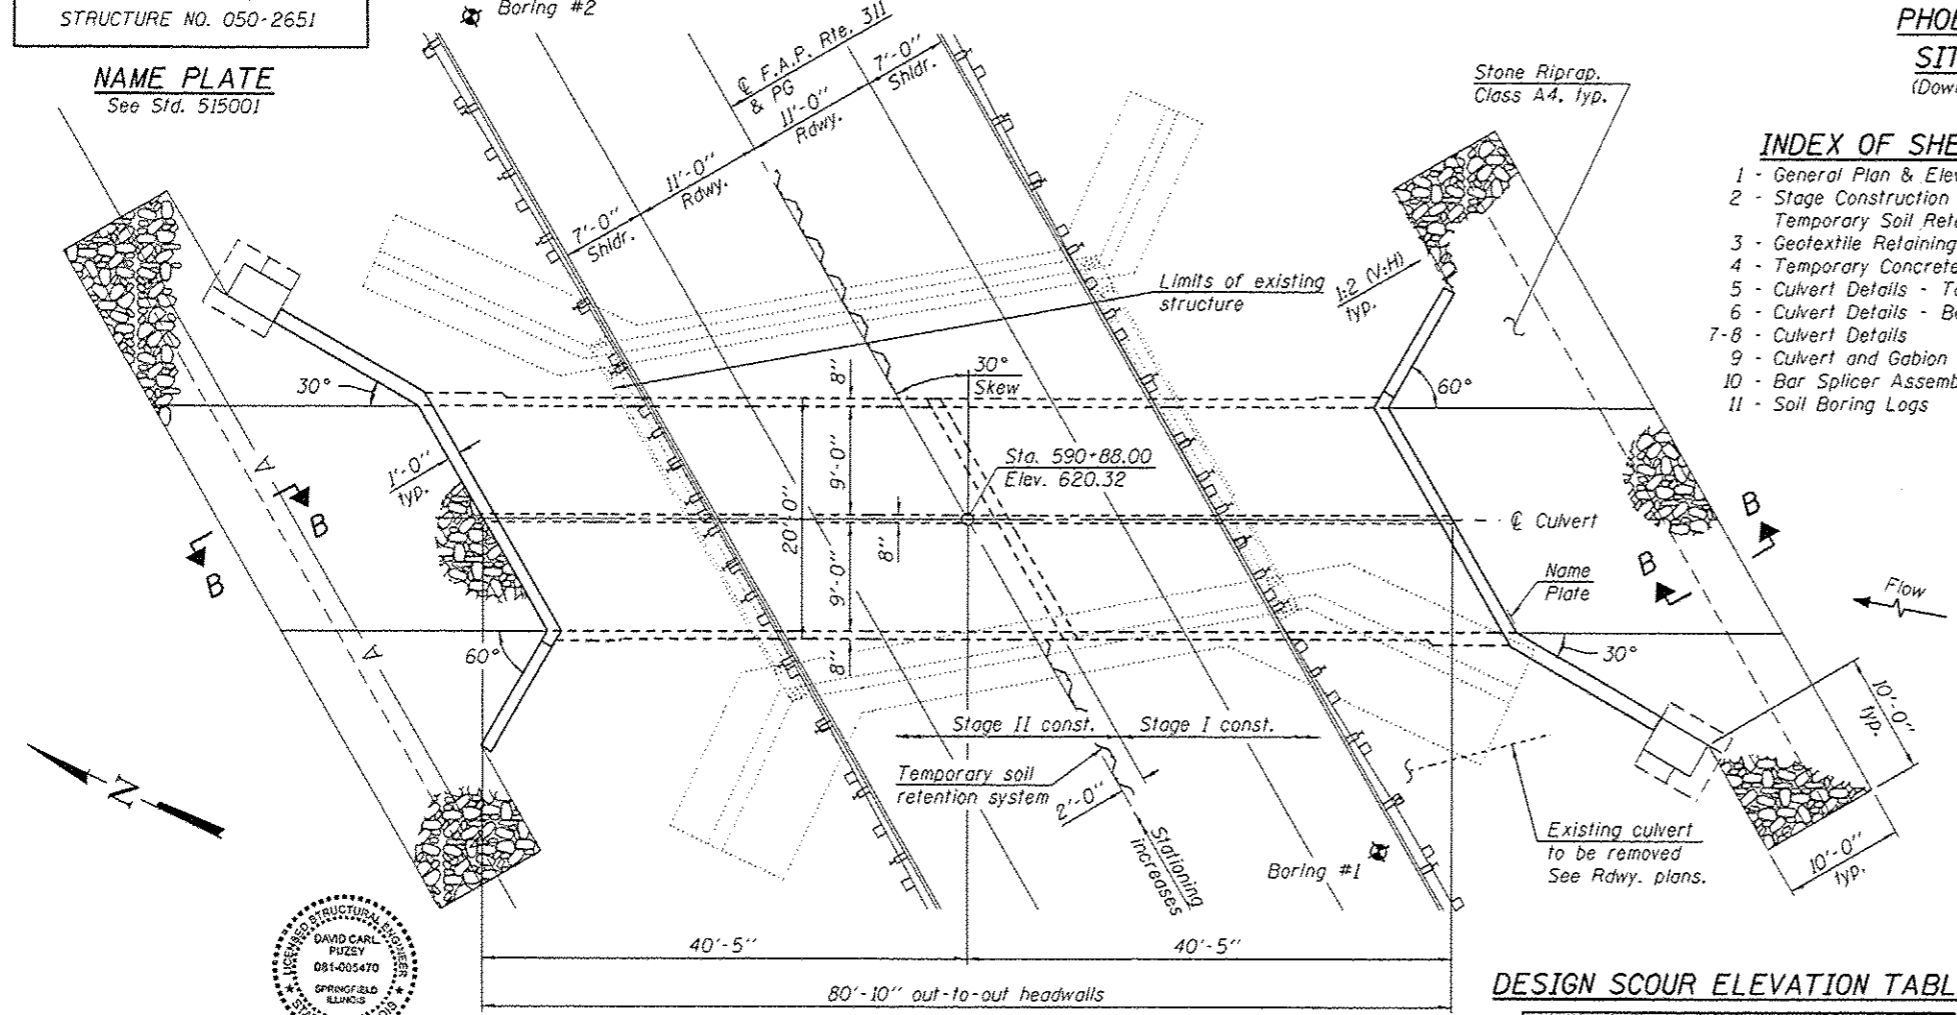 STRUCTURE NO. 050-2651
NAME PLATE
See Std. 515001
Boring #2
℄ F.A.P. Rte. 311
& PG
7'-0"
Shldr.
11'-0"
Rdwy.
11'-0"
Rdwy.
7'-0"
Shldr.
Stone Riprap.
Class A4, typ.
INDEX OF
1 - General Plan &
2 - Stage Construction
Temporary Soil
3 - Geotextile Retaining
4 - Temporary Concrete
5 - Culvert Details -
6 - Culvert Details -
7-8 - Culvert Details
9 - Culvert and Gabion
10 - Bar Splicer
11 - Soil Boring Logs
Limits of existing
structure
1:2 (V:H)
typ.
30°
30°
Skew
60°
8"
9'-0"
20'-0"
8"
9'-0"
8"
1'-0"
typ.
Sta. 590+88.00
Elev. 620.32
℄ Culvert
A
A
B
B
B
B
Name
Plate
Flow
60°
30°
10'-0"
typ.
10'-0"
typ.
Stage II const.
Stage I const.
Temporary soil
retention system
2'-0"
Stationing
increases
Boring #1
Existing culvert
to be removed
See Rdwy. plans.
N
40'-5"
40'-5"
80'-10" out-to-out headwalls
LICENSED STRUCTURAL ENGINEER
DAVID CARL
PUZEY
081-005470
SPRINGFIELD
ILLINOIS
DESIGN SCOUR ELEVATION